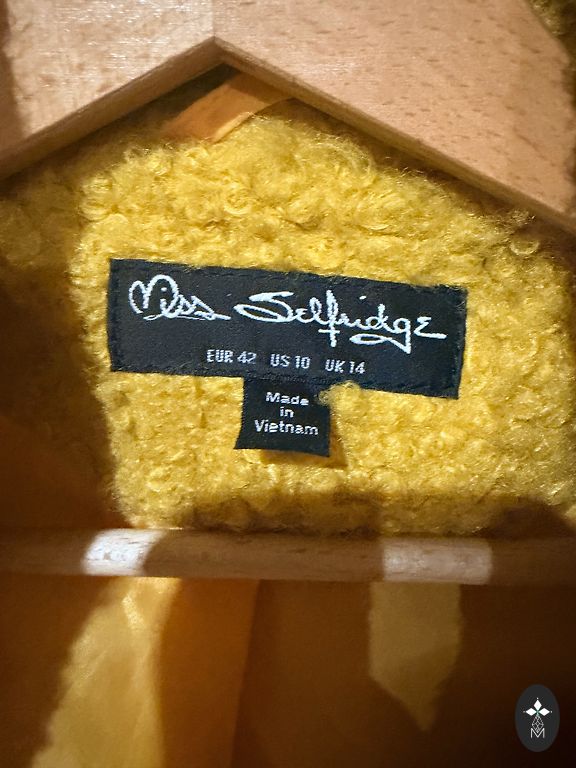 Miss Selfridge
EUR 42 US 10 UK 14
Made
in
Vietnam
M